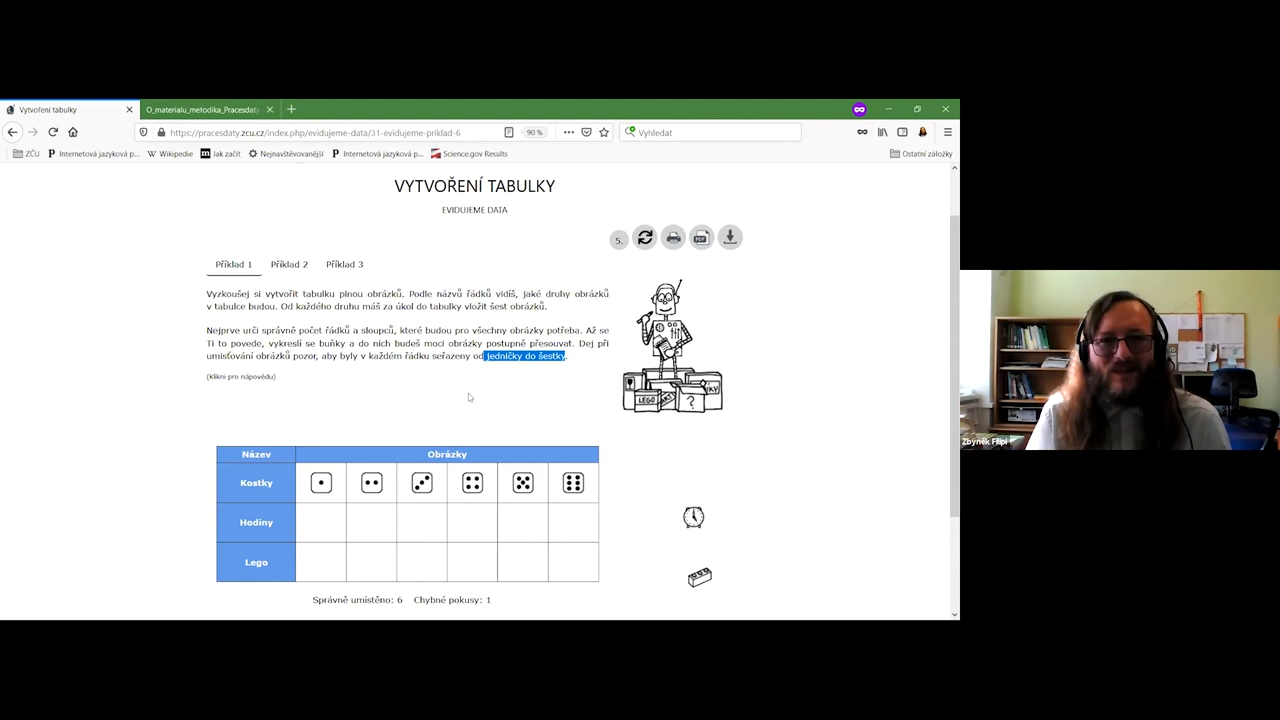 Vytvoření tabulky
O_materialu_metodika_Pracesdaty
https://pracesdaty.zcu.cz/index.php/evidujeme-data/31-evidujeme-priklad-6
90 %
Vyhledat
ZČU
Internetová jazyková p...
Wikipedie
Jak začít
Nejnavštěvovanější
Internetová jazyková p...
Science.gov Results
Ostatní záložky
VYTVOŘENÍ TABULKY
EVIDUJEME DATA
5.
PDF
Příklad 1 Příklad 2 Příklad 3
Vyzkoušej si vytvořit tabulku plnou obrázků. Podle názvů řádků vidíš, jaké druhy obrázků
v tabulce budou. Od každého druhu máš za úkol do tabulky vložit šest obrázků.
Nejprve urči správně počet řádků a sloupců, které budou pro všechny obrázky potřeba. Až se
Ti to povede, vykreslí se buňky a do nich budeš moci obrázky postupně přesouvat. Dej při
umisťování obrázků pozor, aby byly v každém řádku seřazeny od jedničky do šestky.
(Klikni pro nápovědu)
LEGO
?
KY
Název Obrázky
Kostky
Hodiny
Lego
Správně umístěno: 6 Chybné pokusy: 1
Zbyněk Filipi